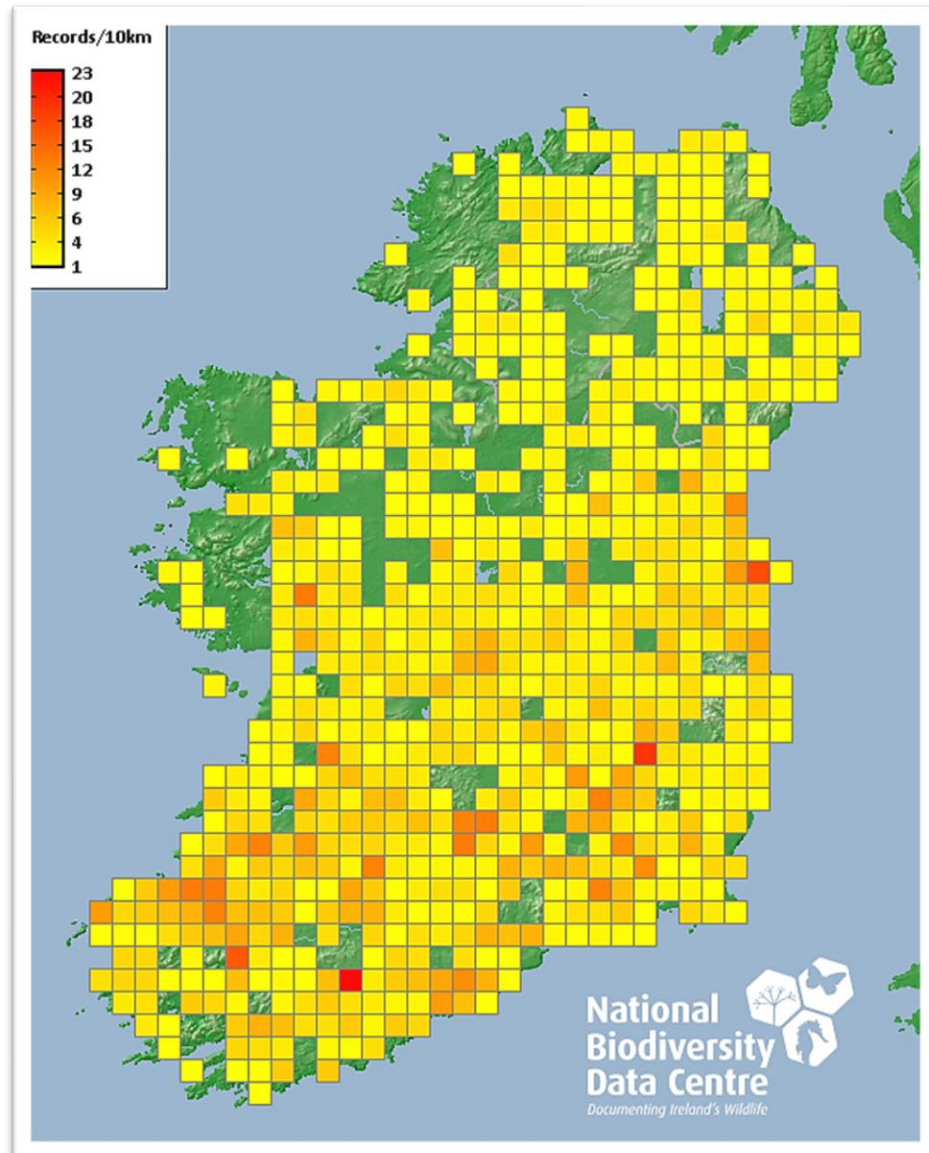 Records/10km
23
20
18
15
12
9
6
4
1
National
Biodiversity
Data Centre
Documenting Ireland's Wildlife